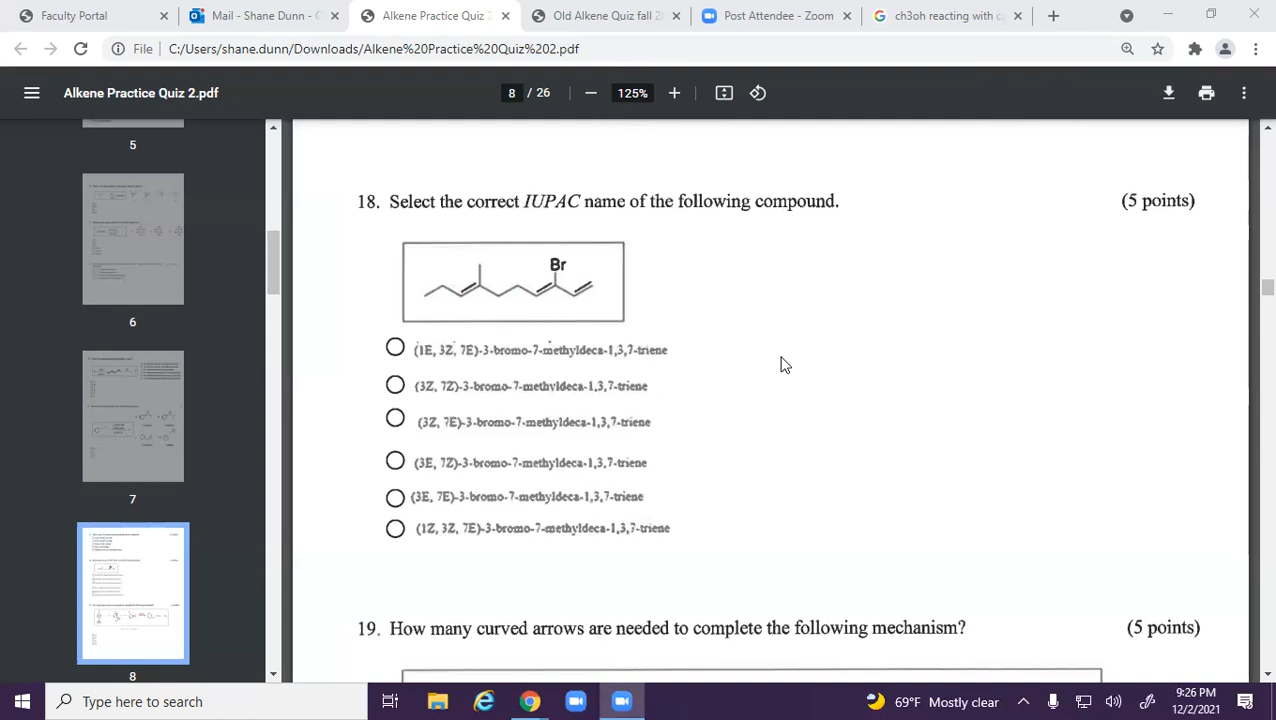 Faculty Portal
Mail - Shane Dunn - C
Alkene Practice Quiz 2
Old Alkene Quiz fall 2
Post Attendee - Zoom
ch3oh reacting with c
File
C:/Users/shane.dunn/Downloads/Alkene%20Practice%20Quiz%202.pdf
Alkene Practice Quiz 2.pdf
8 / 26
125%
5
6
7
8
18. Select the correct IUPAC name of the following compound. (5 points)
Br
(1E, 3Z, 7E)-3-bromo-7-methyldeca-1,3,7-triene
(3Z, 7Z)-3-bromo-7-methyldeca-1,3,7-triene
(3Z, 7E)-3-bromo-7-methyldeca-1,3,7-triene
(3E, 7Z)-3-bromo-7-methyldeca-1,3,7-triene
(3E, 7E)-3-bromo-7-methyldeca-1,3,7-triene
(1Z, 3Z, 7E)-3-bromo-7-methyldeca-1,3,7-triene
19. How many curved arrows are needed to complete the following mechanism? (5 points)
Type here to search
69°F Mostly clear
9:26 PM
12/2/2021